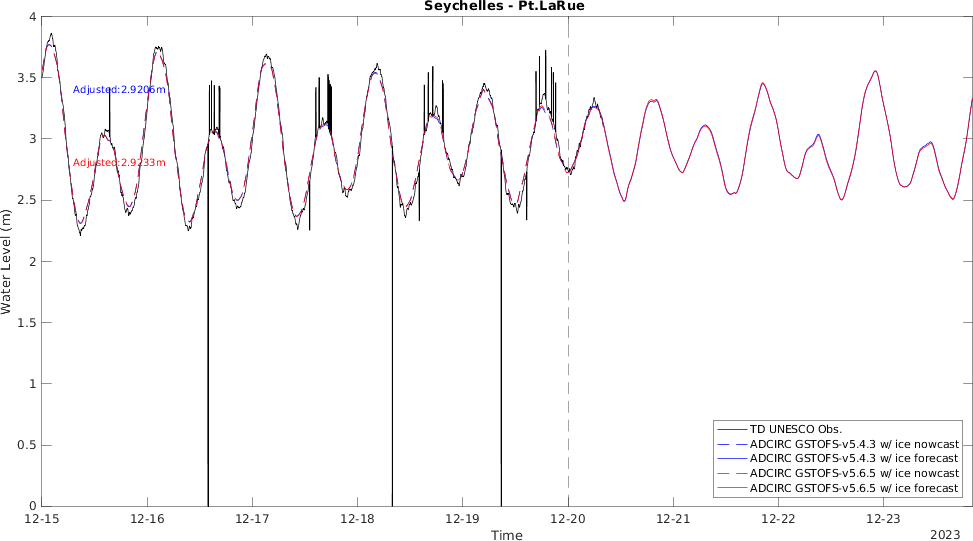 Seychelles - Pt.LaRue
4
3.5
3
2.5
2
1.5
1
0.5
0
Water Level (m)
Adjusted:2.9206m
Adjusted:2.9233m
TD UNESCO Obs.
ADCIRC GSTOFS-v5.4.3 w/ ice nowcast
ADCIRC GSTOFS-v5.4.3 w/ ice forecast
ADCIRC GSTOFS-v5.6.5 w/ ice nowcast
ADCIRC GSTOFS-v5.6.5 w/ ice forecast
12-15 12-16 12-17 12-18 12-19 12-20 12-21 12-22 12-23
Time
2023